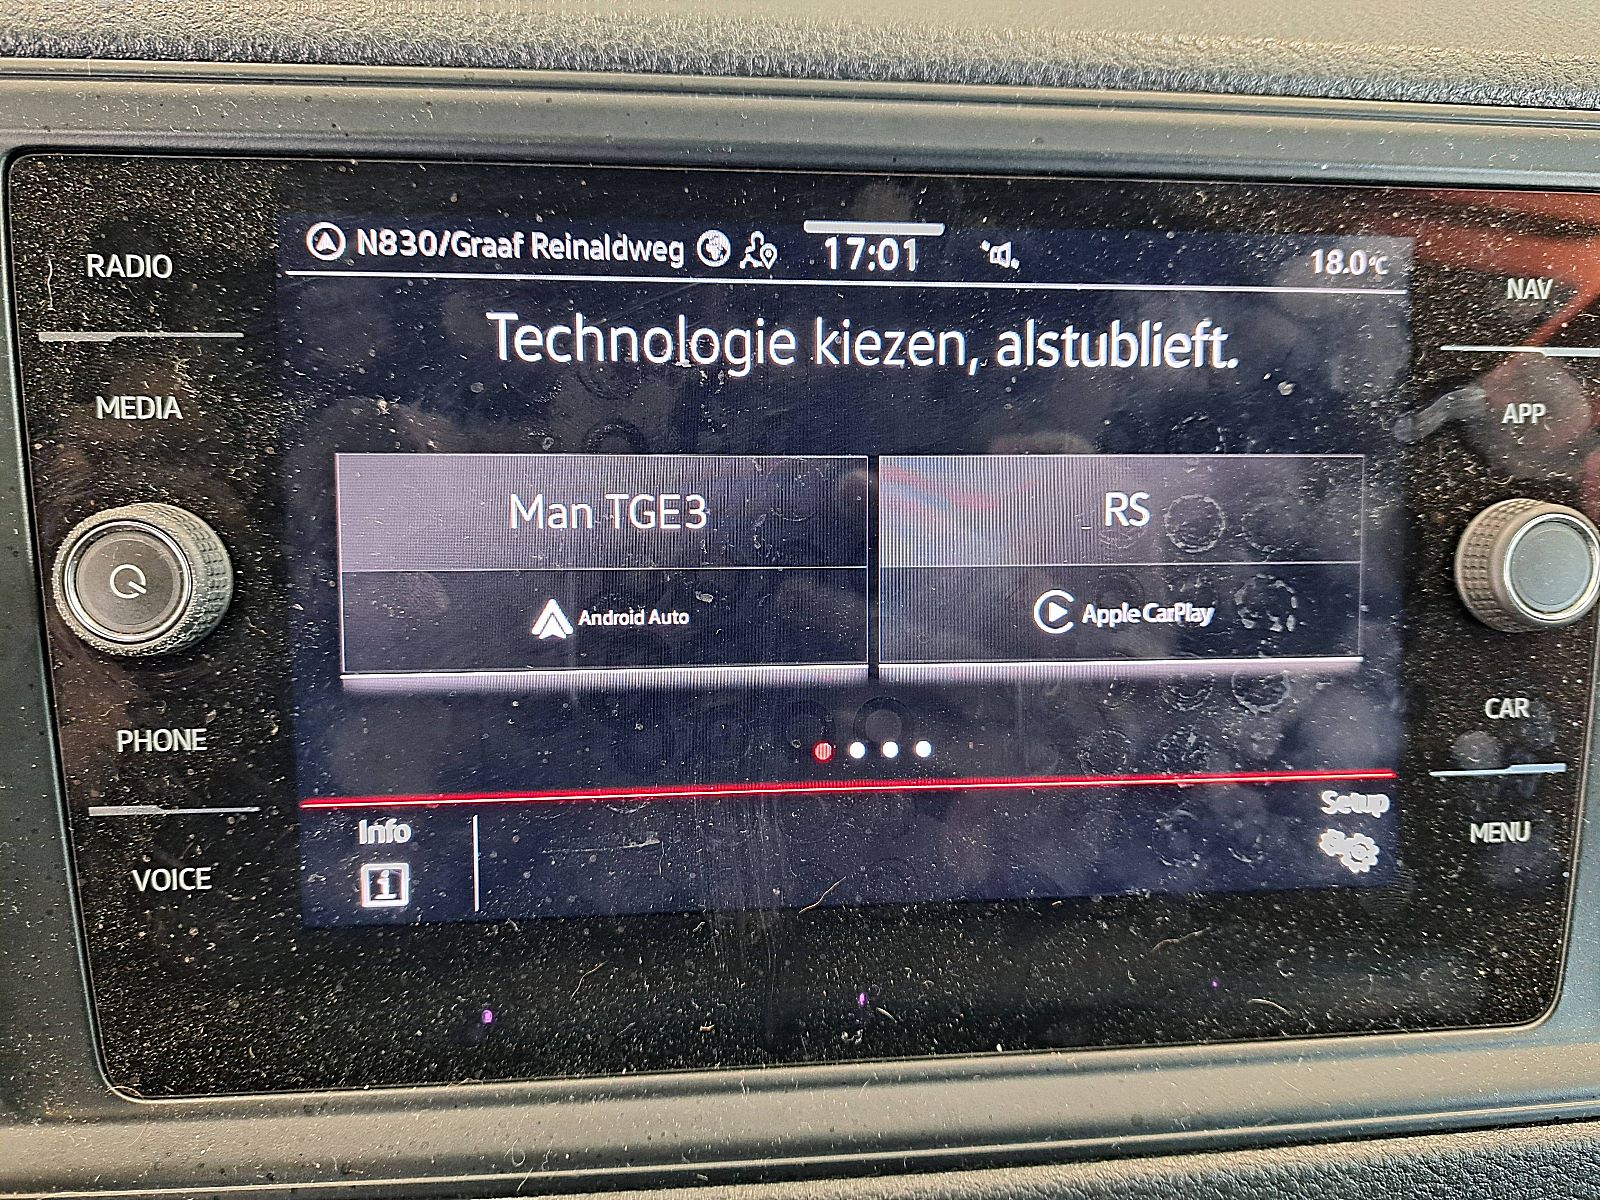 RADIO
MEDIA
PHONE
VOICE
N830/Graaf Reinaldweg 17:01 18.0°C
Technologie kiezen, alstublieft.
Man TGE3
Android Auto
RS
Apple CarPlay
Info
Setup
NAV
APP
CAR
MENU